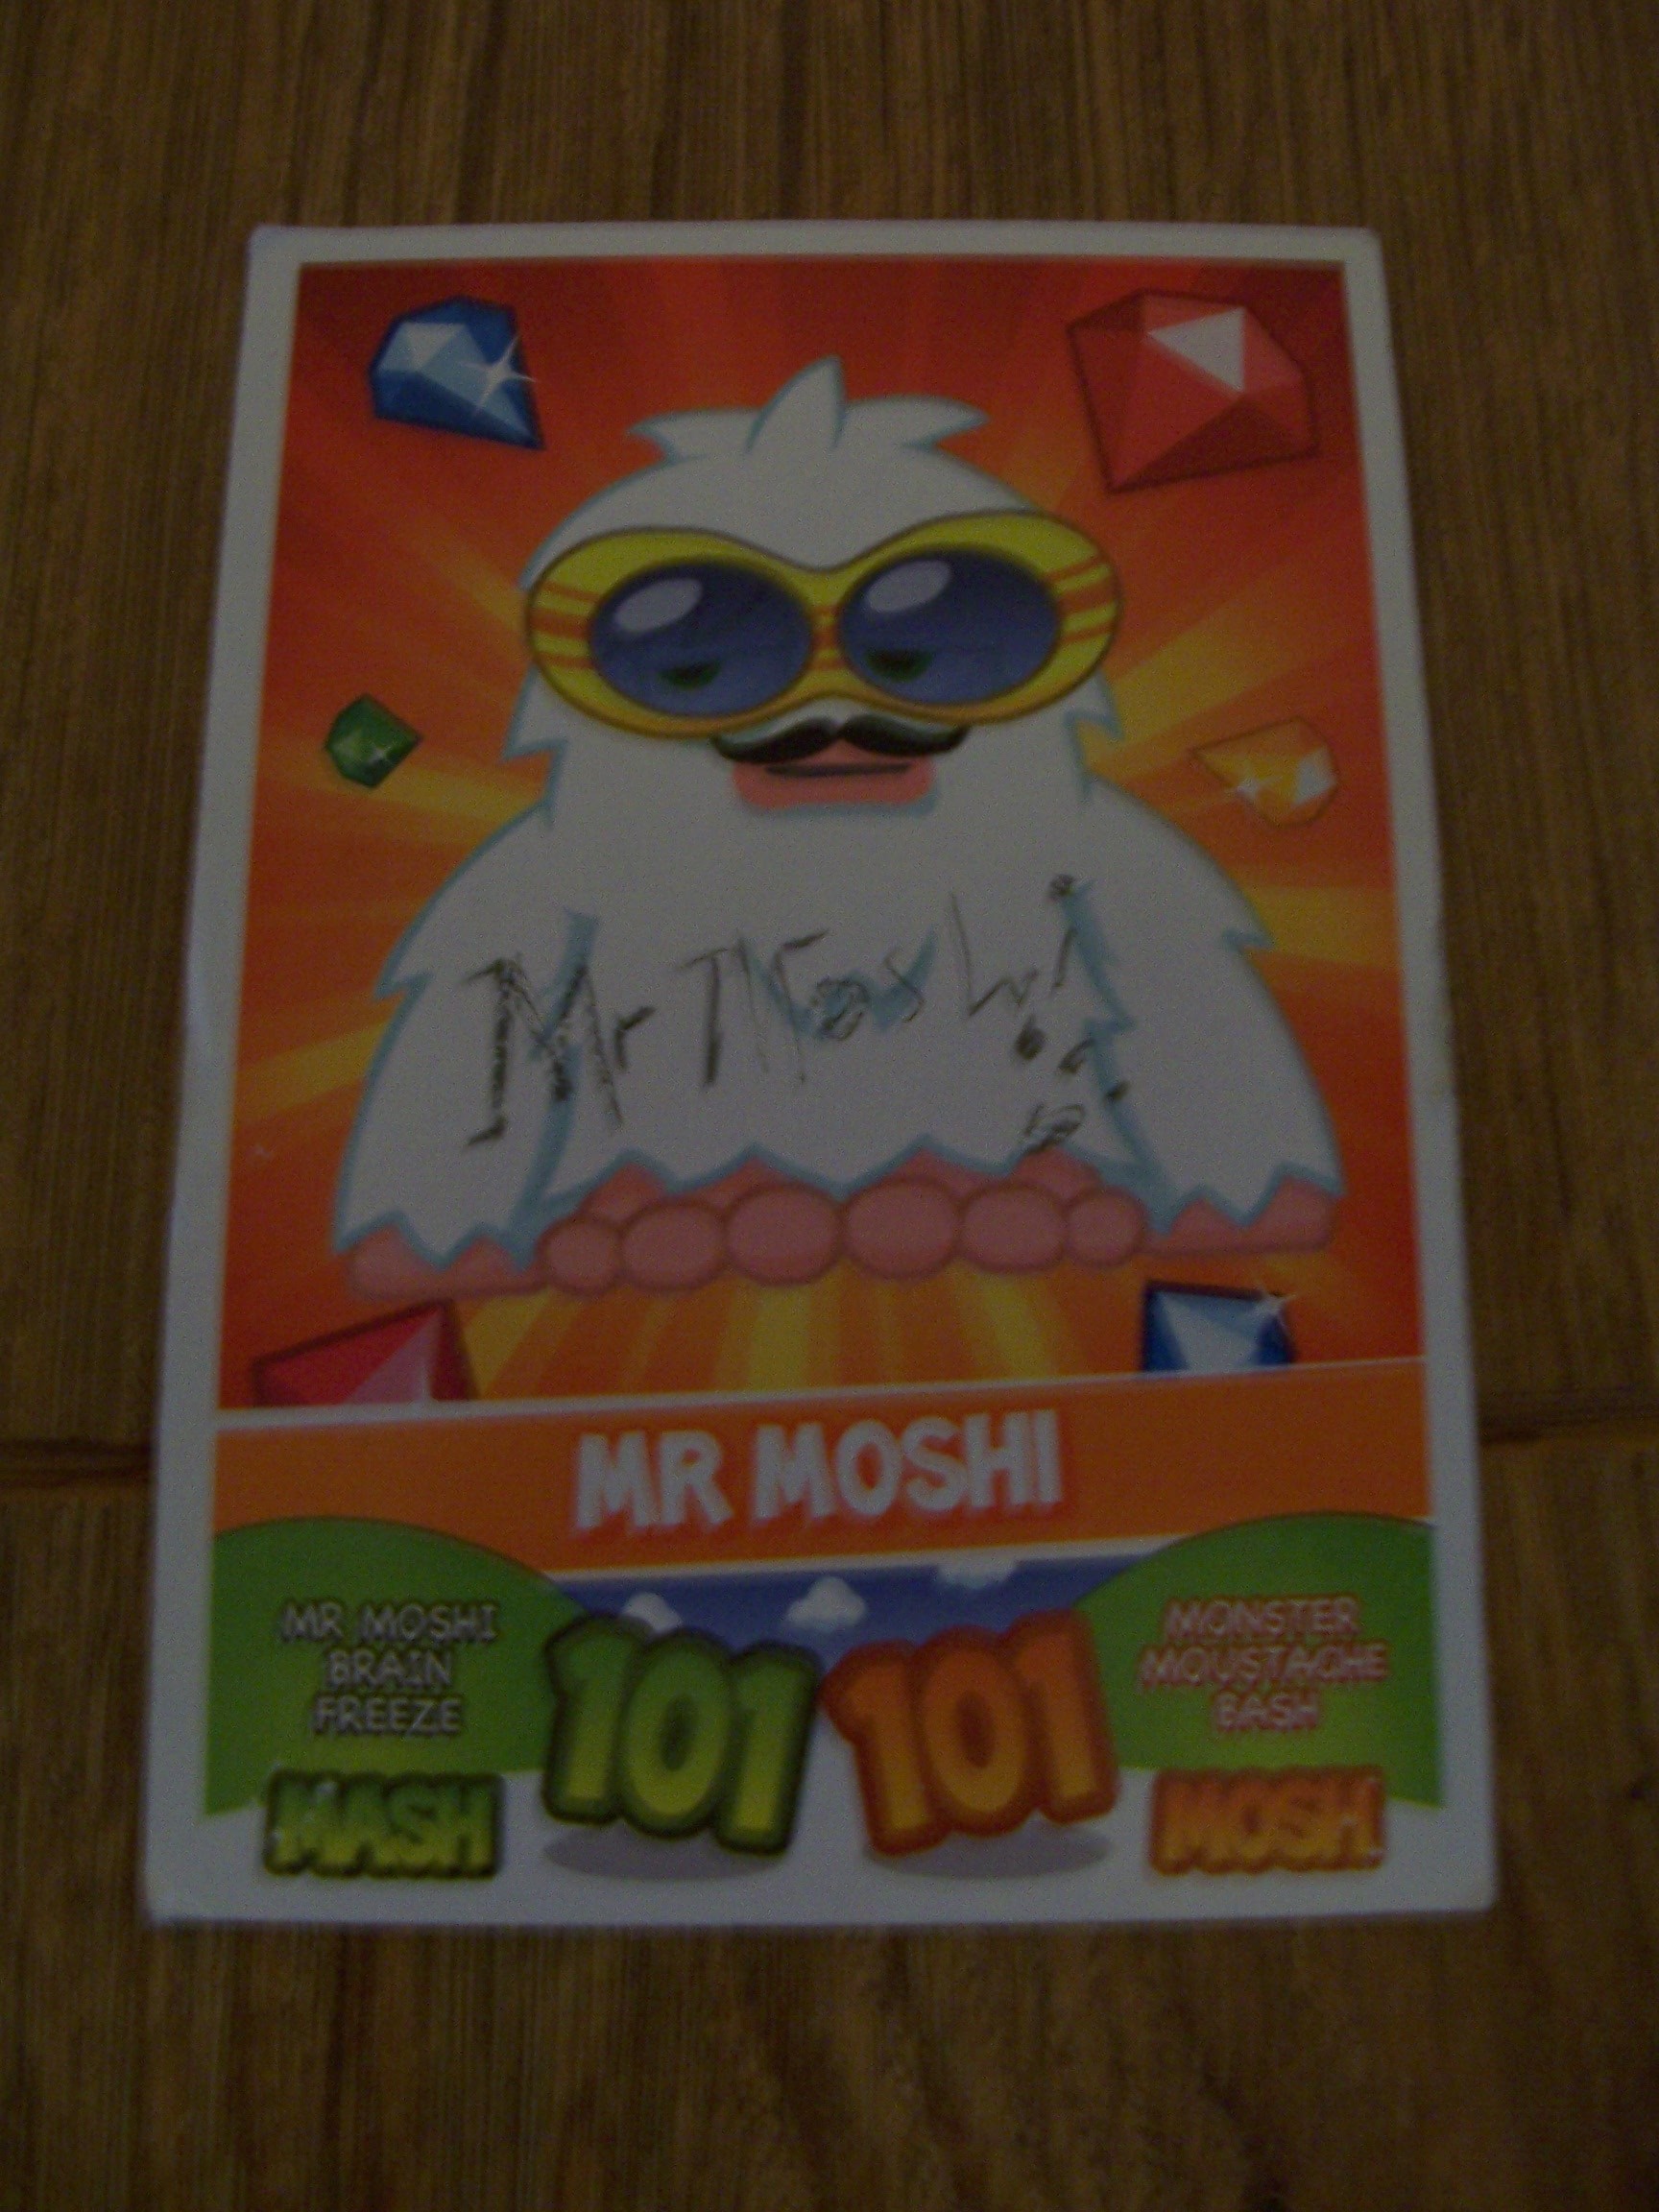 Mr Moshi
MR MOSHI
MR MOSHI
BRAIN
FREEZE
MASH
101
101
MONSTER
MOUSTACHE
BASH
MOSH